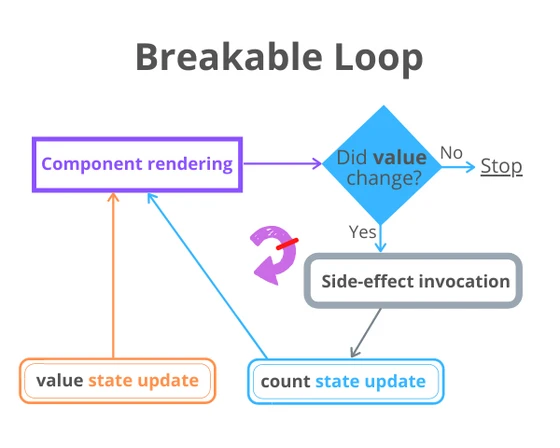 Breakable Loop
Component rendering
Did value
change?
No
Stop
Yes
Side-effect invocation
value state update
count state update